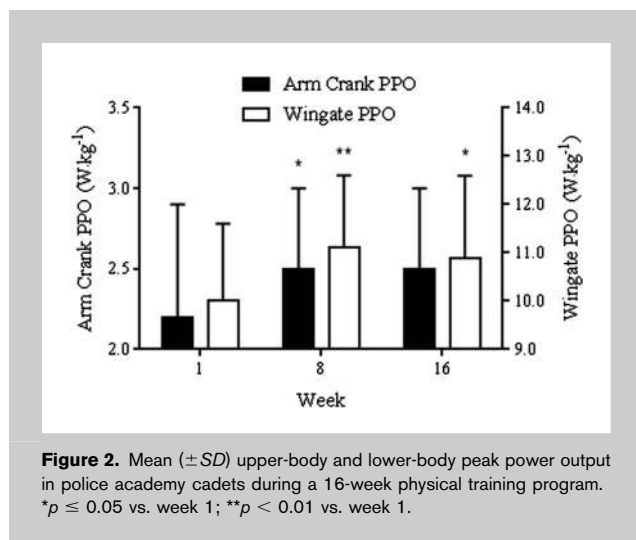 Arm Crank PPO
Wingate PPO
Arm Crank PPO (W·kg⁻¹)
3.5
3.0
2.5
2.0
* ** *
14.0
13.0
12.0
11.0
10.0
9.0
Wingate PPO (W·kg⁻¹)
1 8 16
Week
Figure 2. Mean (±SD) upper-body and lower-body peak power output
in police academy cadets during a 16-week physical training program.
*p ≤ 0.05 vs. week 1; **p < 0.01 vs. week 1.